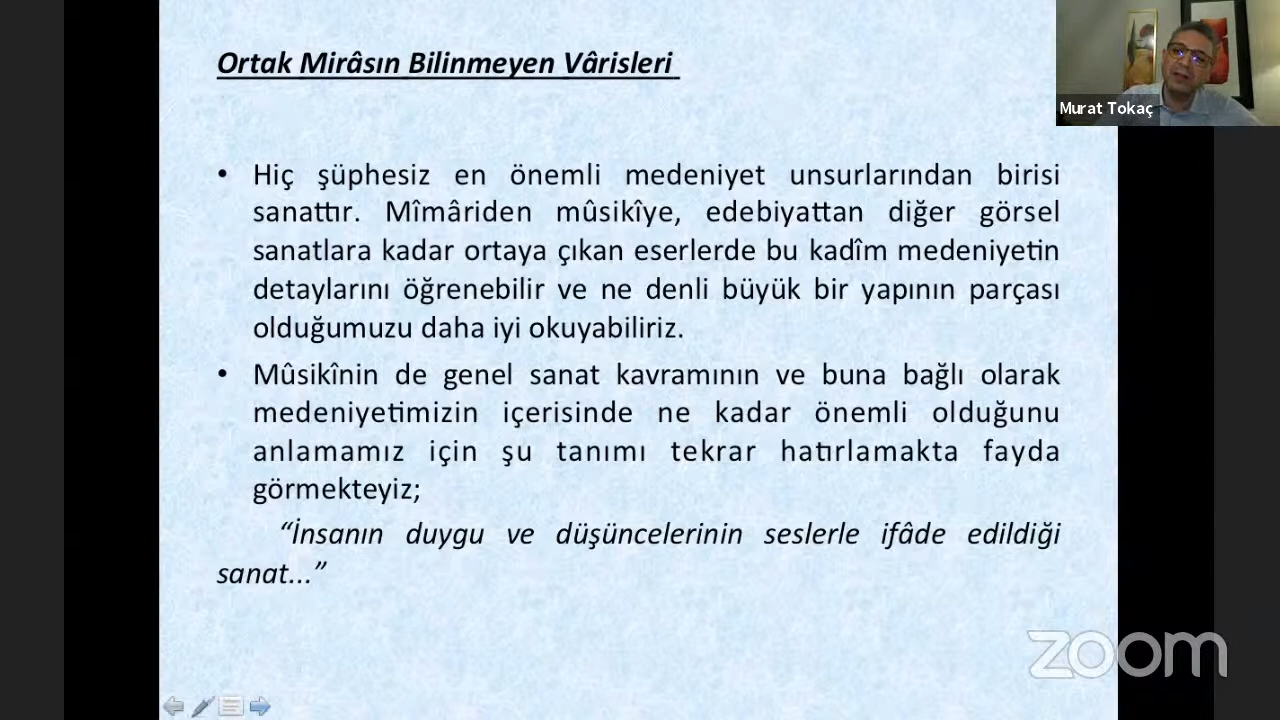 Ortak Mirâsın Bilinmeyen Vârisleri
Murat Tokaç
• Hiç şüphesiz en önemli medeniyet unsurlarından birisi
sanattır. Mîmâriden mûsikîye, edebiyattan diğer görsel
sanatlara kadar ortaya çıkan eserlerde bu kadîm medeniyetin
detaylarını öğrenebilir ve ne denli büyük bir yapının parçası
olduğumuzu daha iyi okuyabiliriz.
• Mûsikînin de genel sanat kavramının ve buna bağlı olarak
medeniyetimizin içerisinde ne kadar önemli olduğunu
anlamamız için şu tanımı tekrar hatırlamakta fayda
görmekteyiz;
“İnsanın duygu ve düşüncelerinin seslerle ifâde edildiği
sanat...”
zoom